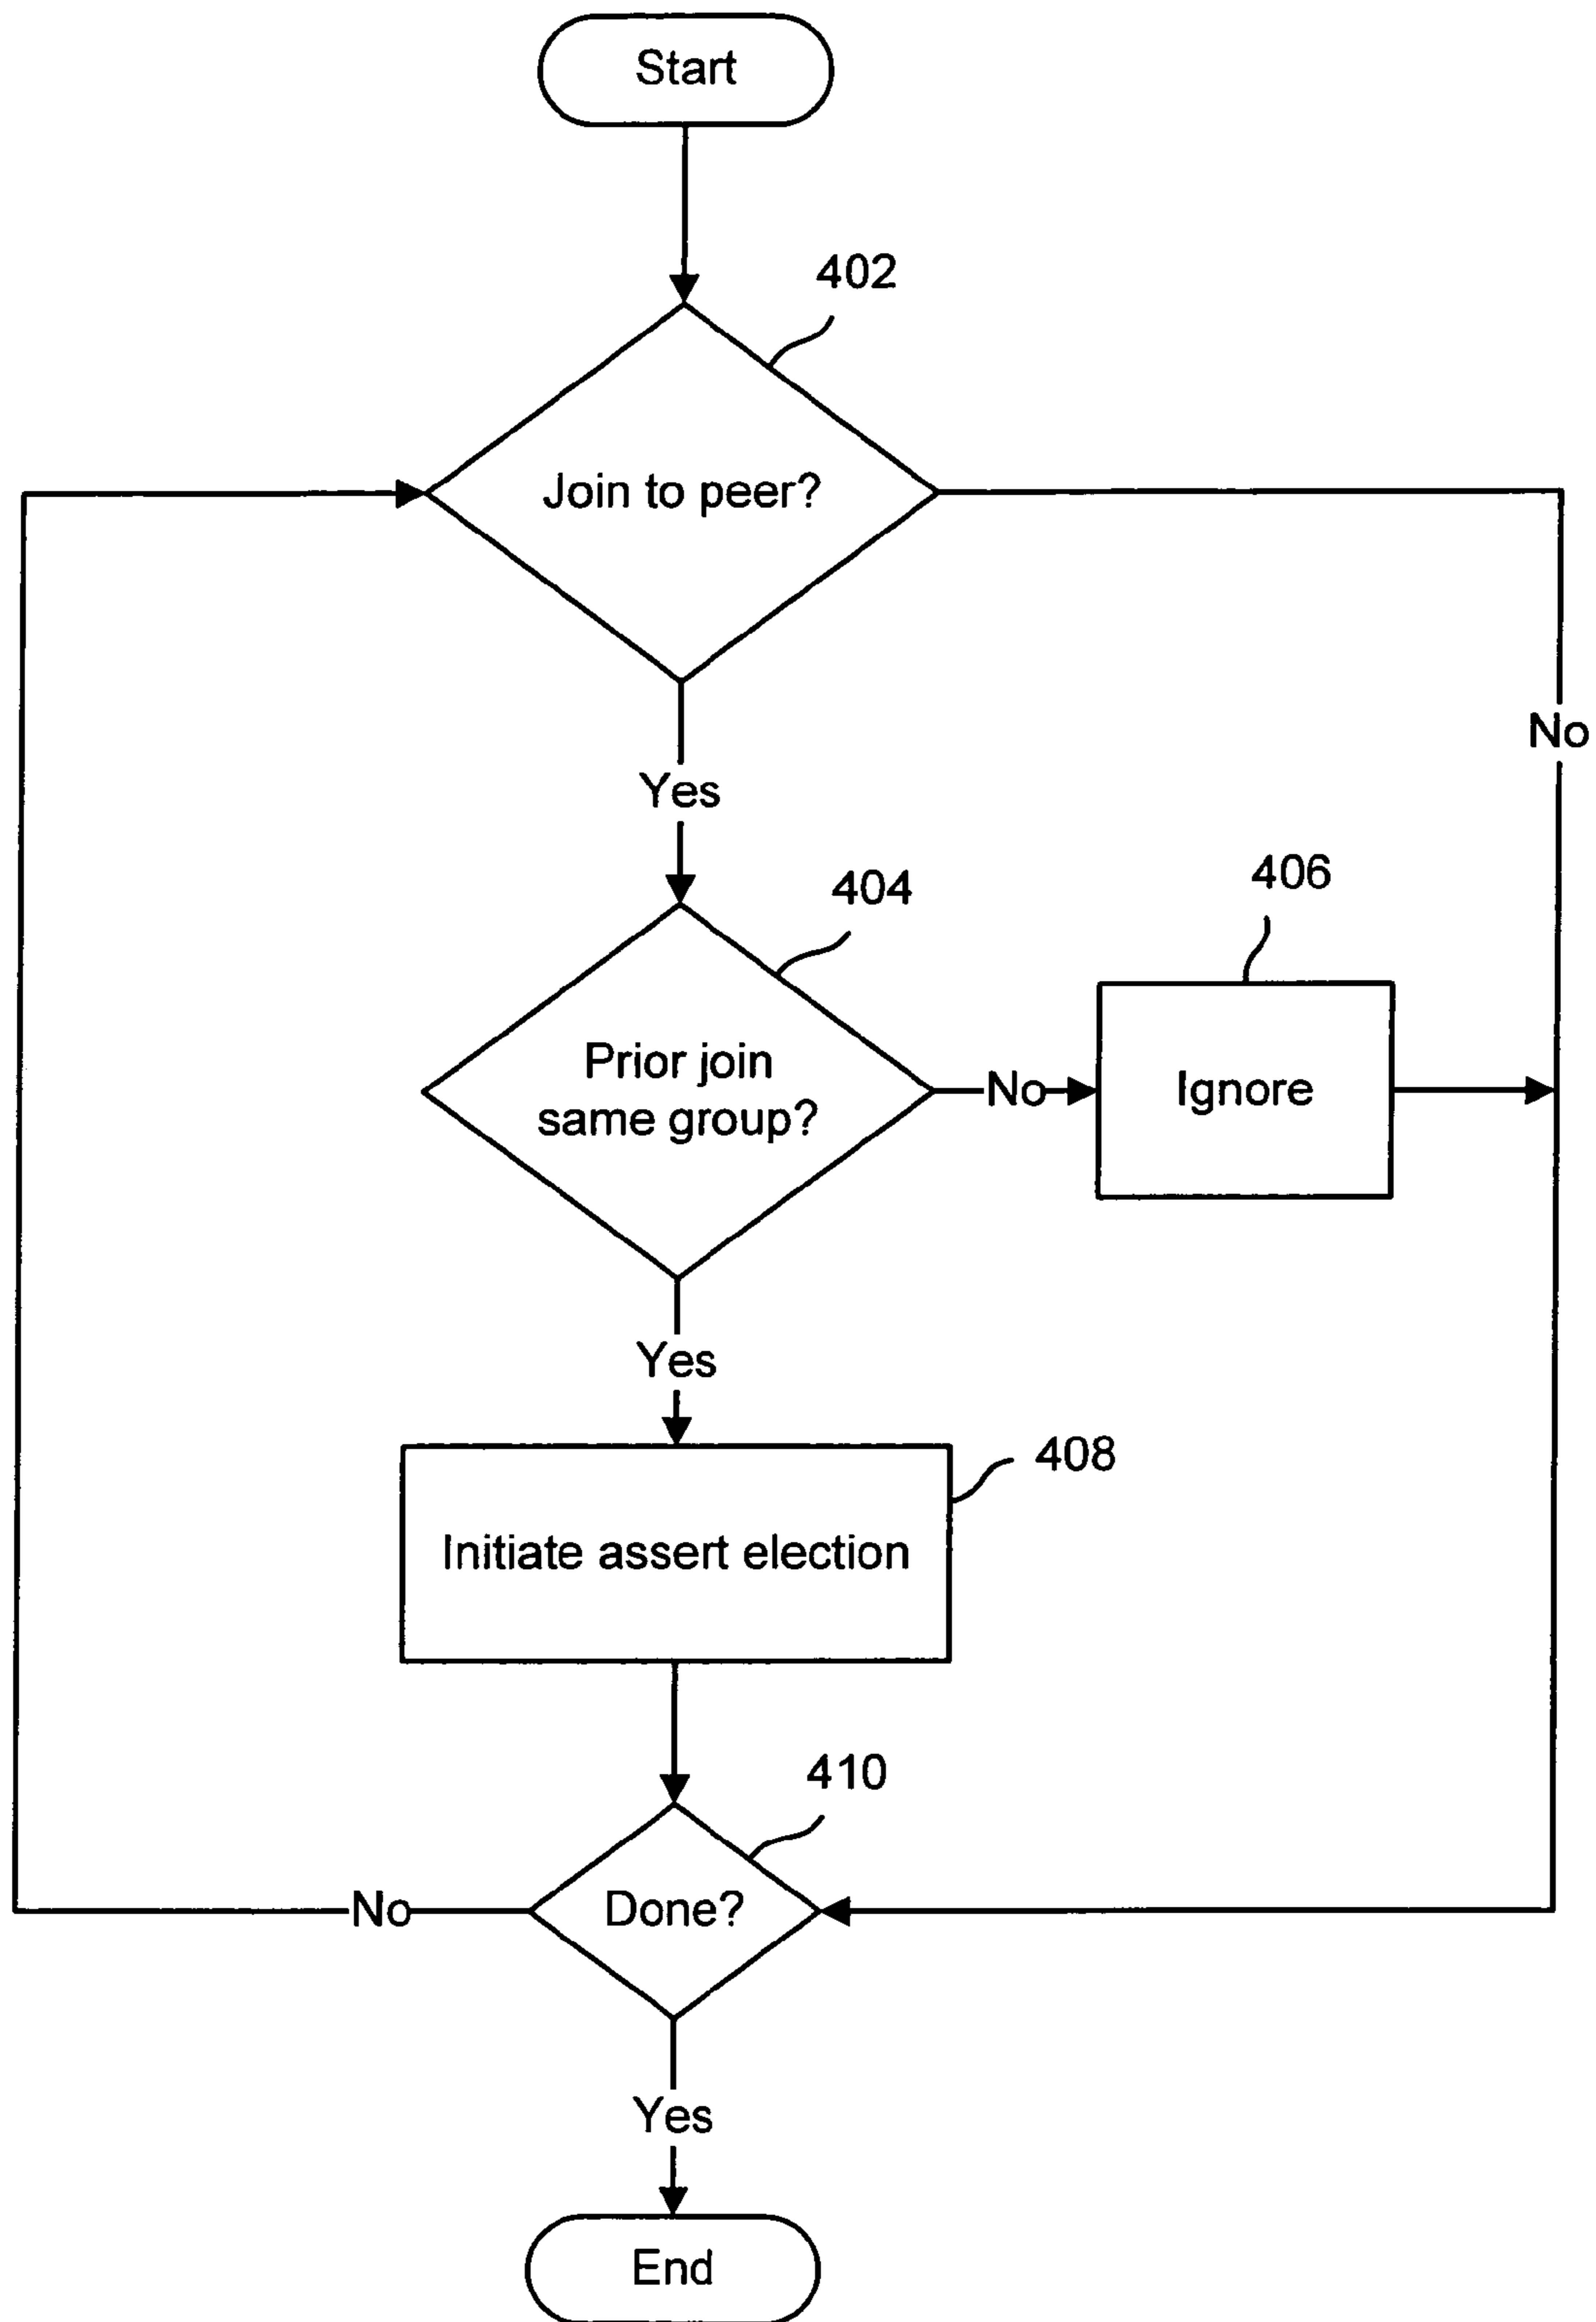 Start
402
Join to peer?
No
Yes
404
406
Prior join
same group?
No
Ignore
Yes
408
Initiate assert election
410
Done?
No
Yes
End